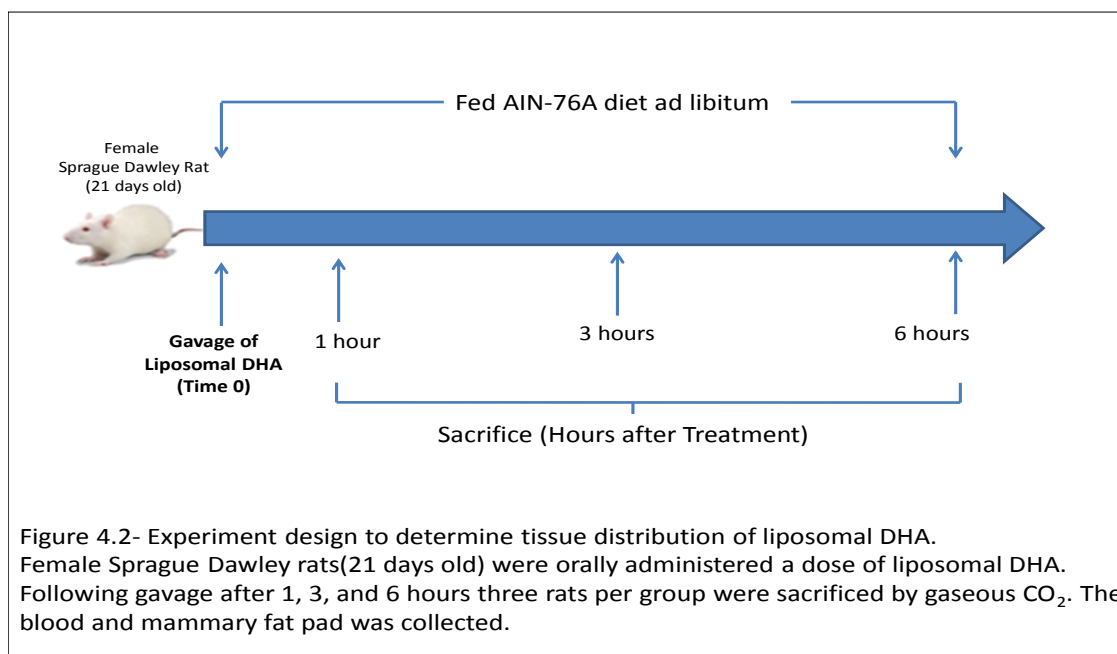 Fed AIN-76A diet ad libitum
Female
Sprague Dawley Rat
(21 days old)
Gavage of
Liposomal DHA
(Time 0)
1 hour
3 hours
6 hours
Sacrifice (Hours after Treatment)
Figure 4.2- Experiment design to determine tissue distribution of liposomal DHA.
Female Sprague Dawley rats(21 days old) were orally administered a dose of liposomal DHA.
Following gavage after 1, 3, and 6 hours three rats per group were sacrificed by gaseous CO₂. The
blood and mammary fat pad was collected.